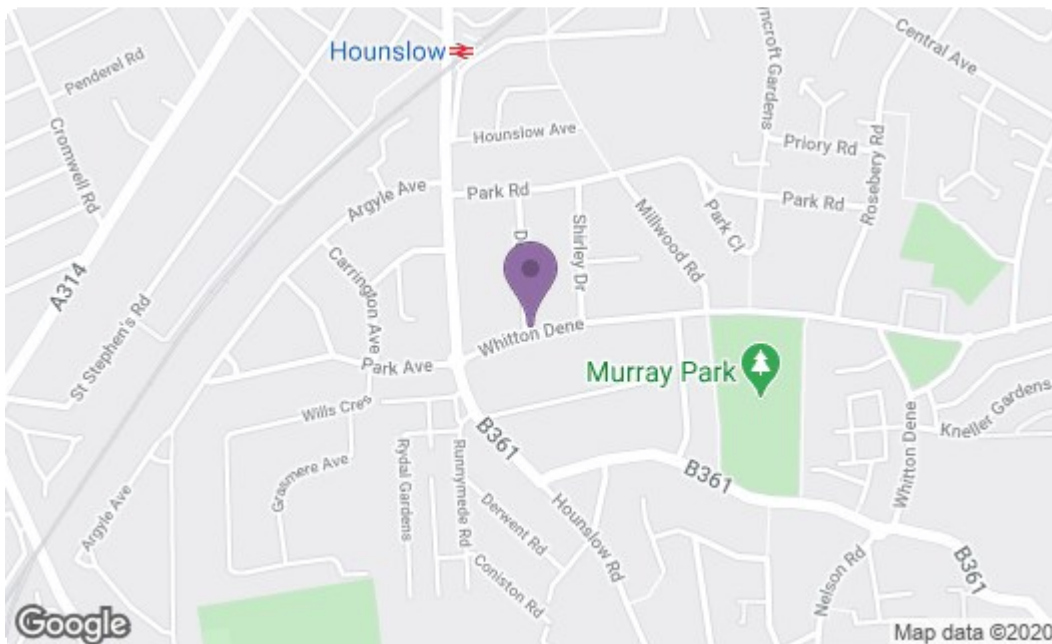 Hounslow
Penderel Rd
Cromwell Rd
Central Ave
Hounslow Ave
Priory Rd
Rosebery Rd
Argyle Ave
Park Rd
Park Rd
Shirley Dr
Millwood Rd
Park Cl
A314
Carrington Ave
St Stephen's Rd
Whitton Dene
Park Ave
Murray Park
Wills Cres
B361
Kneller Gardens
Whitton Dene
Grasmere Ave
Rydal Gardens
Runnymede Rd
B361
Argyle Ave
Derwent Rd
Hounslow Rd
Coniston Rd
Nelson Rd
B361
Google
Map data ©2020